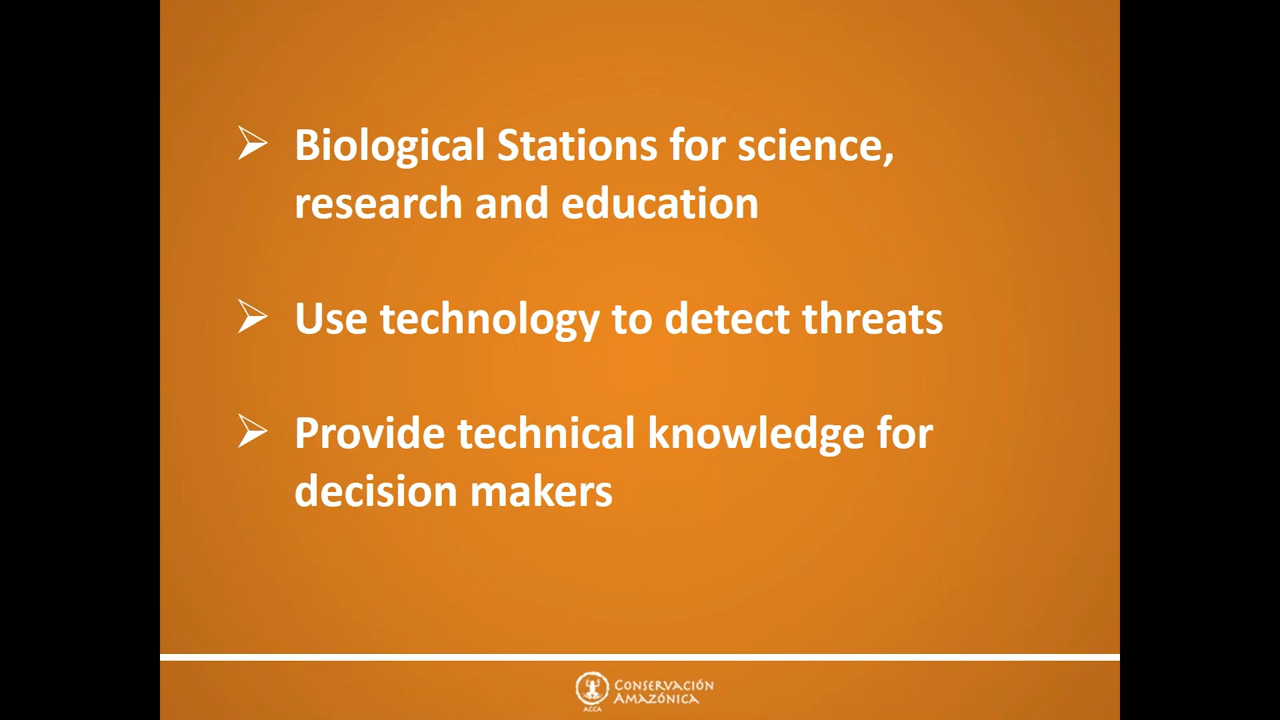 Biological Stations for science,
research and education
Use technology to detect threats
Provide technical knowledge for
decision makers
CONSERVACIÓN
AMAZÓNICA
ACCA